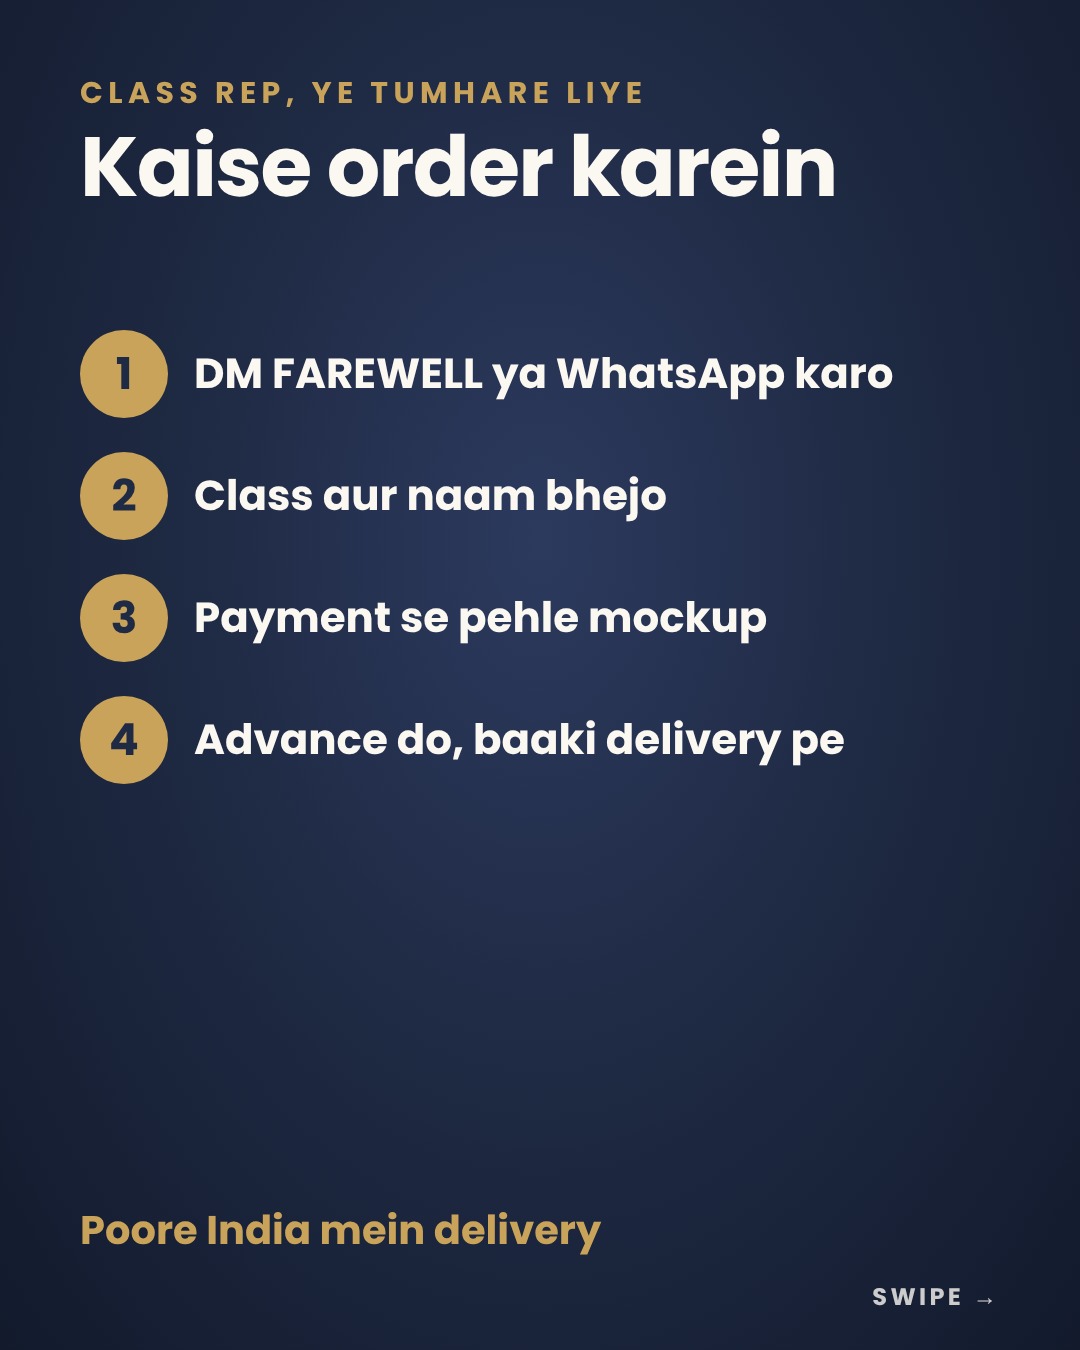 CLASS REP, YE TUMHARE LIYE
Kaise order karein
1 DM FAREWELL ya WhatsApp karo
2 Class aur naam bhejo
3 Payment se pehle mockup
4 Advance do, baaki delivery pe
Poore India mein delivery
SWIPE →